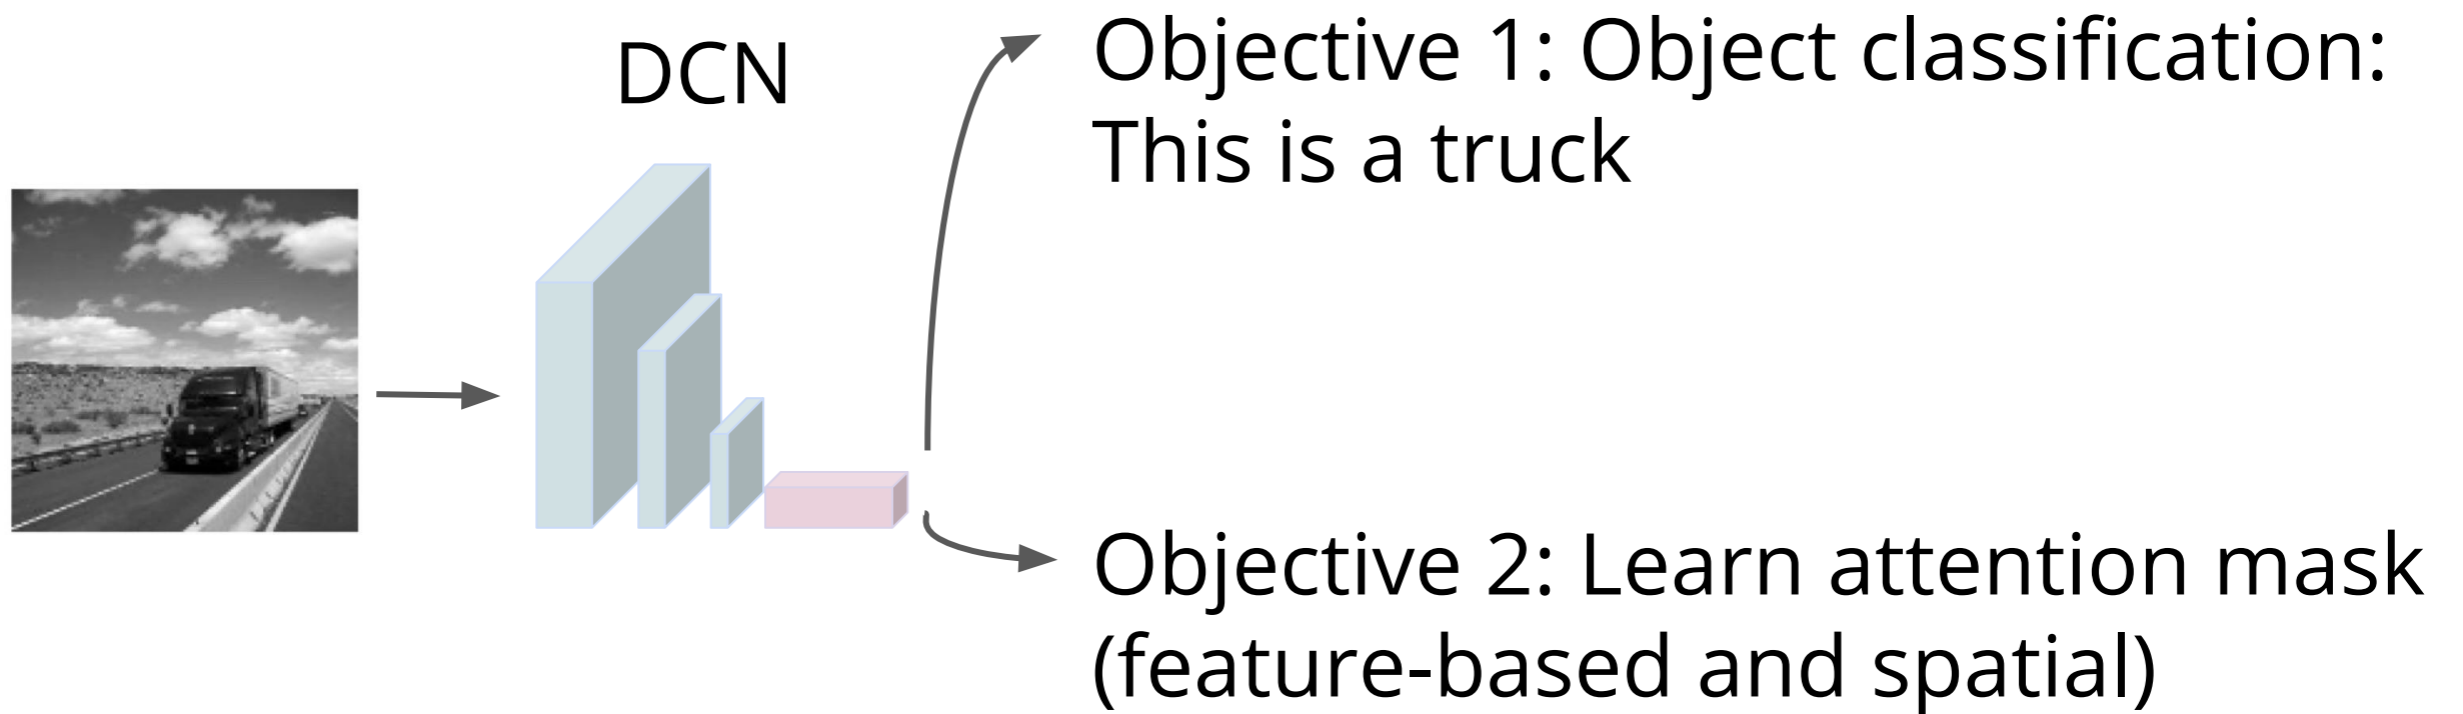 DCN
Objective 1: Object classification:
This is a truck
Objective 2: Learn attention mask
(feature-based and spatial)